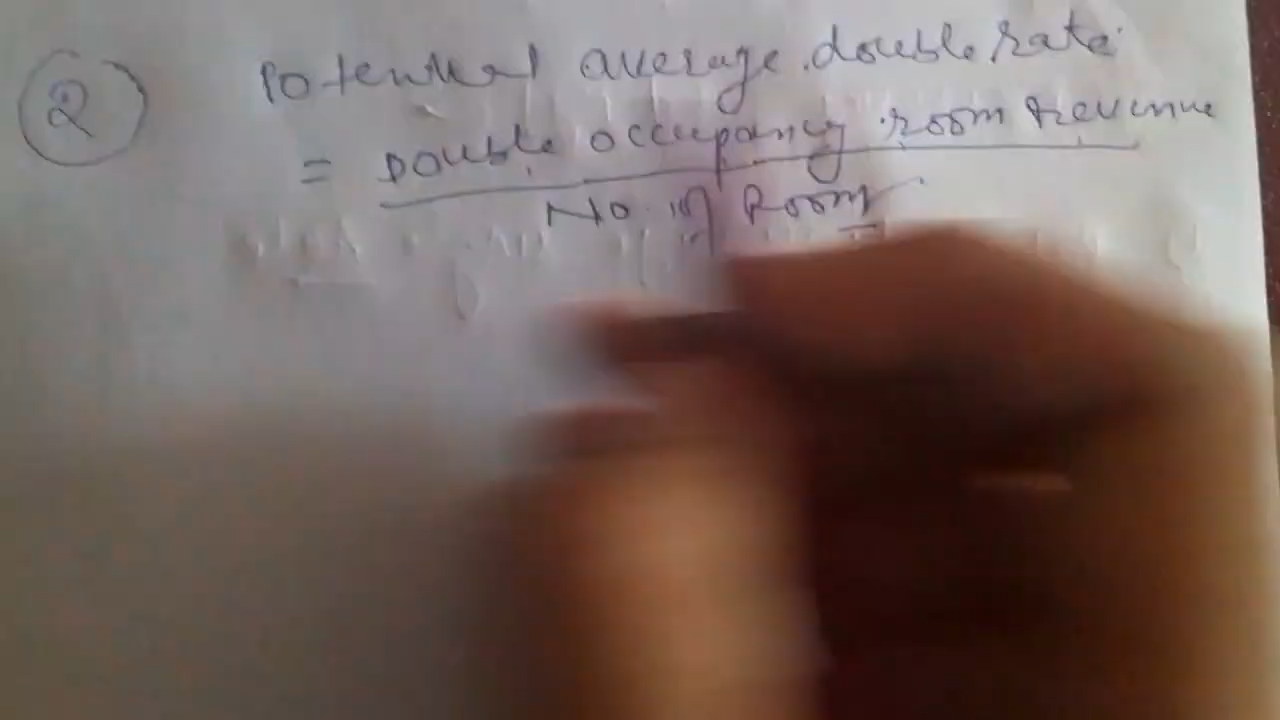 2 Potential average double rate
= Double occupancy room revenue
No. of Room